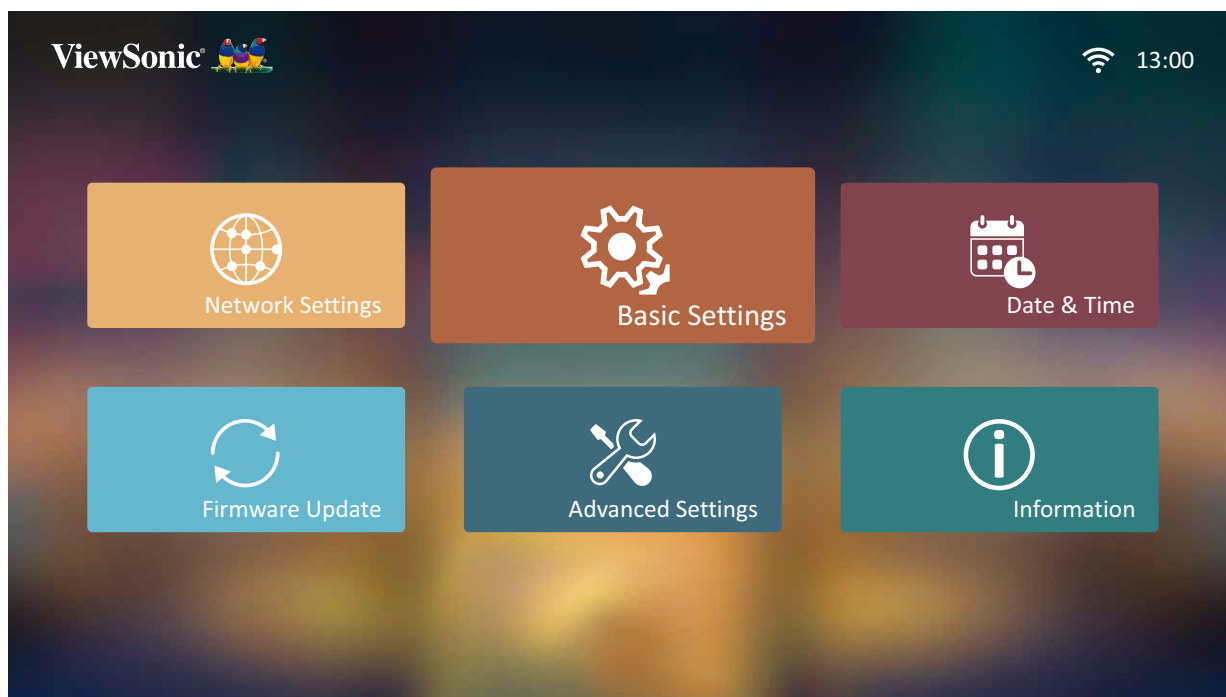 ViewSonic®
13:00
Network Settings
Basic Settings
Date & Time
Firmware Update
Advanced Settings
Information